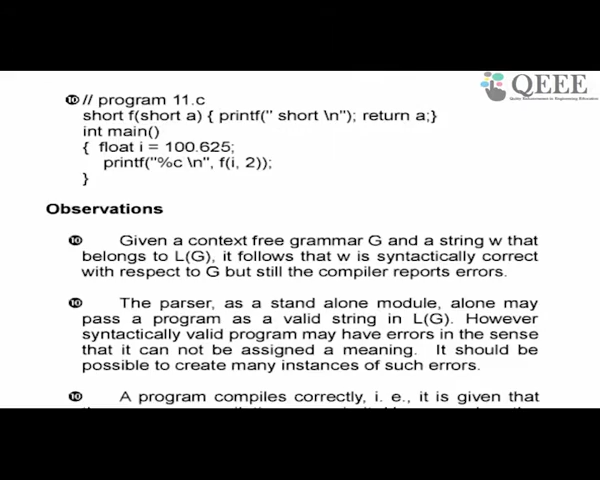 QEEE
// program 11.c
short f(short a) { printf(" short \n"); return a;}
int main()
{ float i = 100.625;
printf("%c \n", f(i, 2));
}
Observations
Given a context free grammar G and a string w that
belongs to L(G), it follows that w is syntactically correct
with respect to G but still the compiler reports errors.
The parser, as a stand alone module, alone may
pass a program as a valid string in L(G). However
syntactically valid program may have errors in the sense
that it can not be assigned a meaning. It should be
possible to create many instances of such errors.
A program compiles correctly, i. e., it is given that